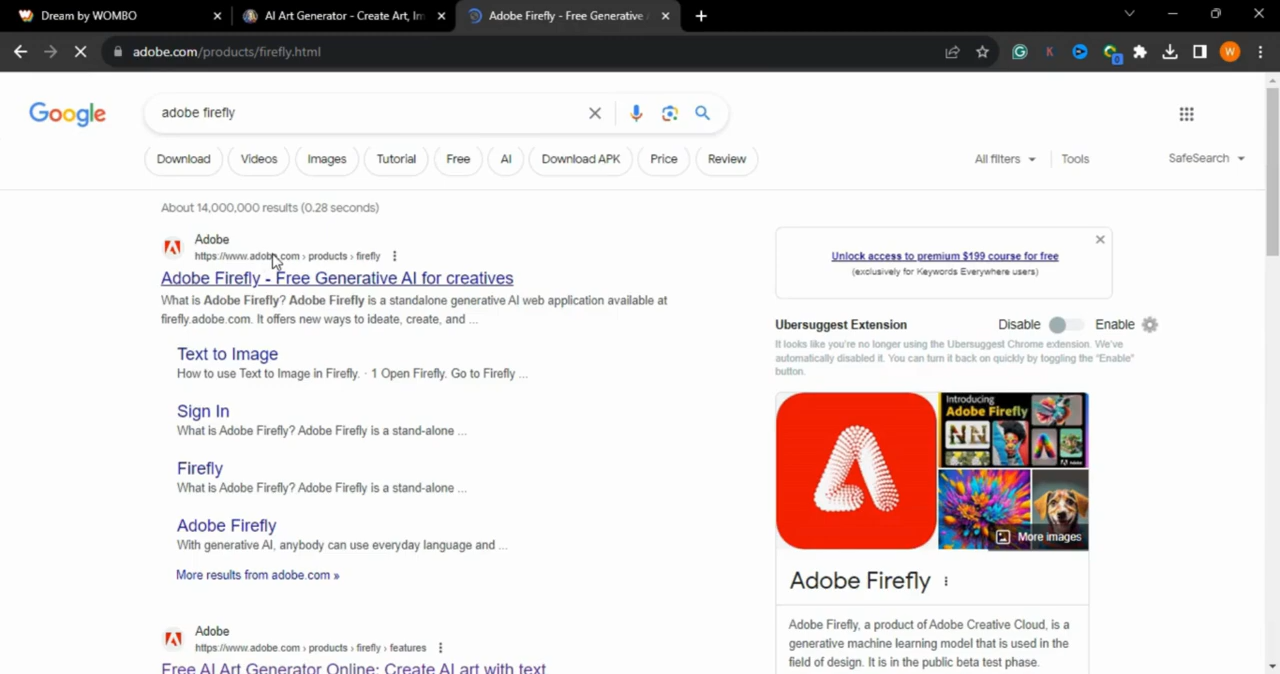 Dream by WOMBO
AI Art Generator - Create Art, Im
Adobe Firefly - Free Generative
adobe.com/products/firefly.html
W
Google
adobe firefly
Download
Videos
Images
Tutorial
Free
AI
Download APK
Price
Review
All filters
Tools
SafeSearch
About 14,000,000 results (0.28 seconds)
Adobe
https://www.adobe.com › products › firefly
Adobe Firefly - Free Generative AI for creatives
What is Adobe Firefly? Adobe Firefly is a standalone generative AI web application available at
firefly.adobe.com. It offers new ways to ideate, create, and ...
Text to Image
How to use Text to Image in Firefly. · 1 Open Firefly. Go to Firefly ...
Sign In
What is Adobe Firefly? Adobe Firefly is a stand-alone ...
Firefly
What is Adobe Firefly? Adobe Firefly is a stand-alone ...
Adobe Firefly
With generative AI, anybody can use everyday language and ...
More results from adobe.com »
Adobe
https://www.adobe.com › products › firefly › features
Free AI Art Generator Online: Create AI art with text
Unlock access to premium $199 course for free
(exclusively for Keywords Everywhere users)
Ubersuggest Extension
Disable
Enable
It looks like you're no longer using the Ubersuggest Chrome extension. We've
automatically disabled it. You can turn it back on quickly by toggling the "Enable"
button.
Introducing
Adobe Firefly
More images
Adobe Firefly
Adobe Firefly, a product of Adobe Creative Cloud, is a
generative machine learning model that is used in the
field of design. It is in the public beta test phase.